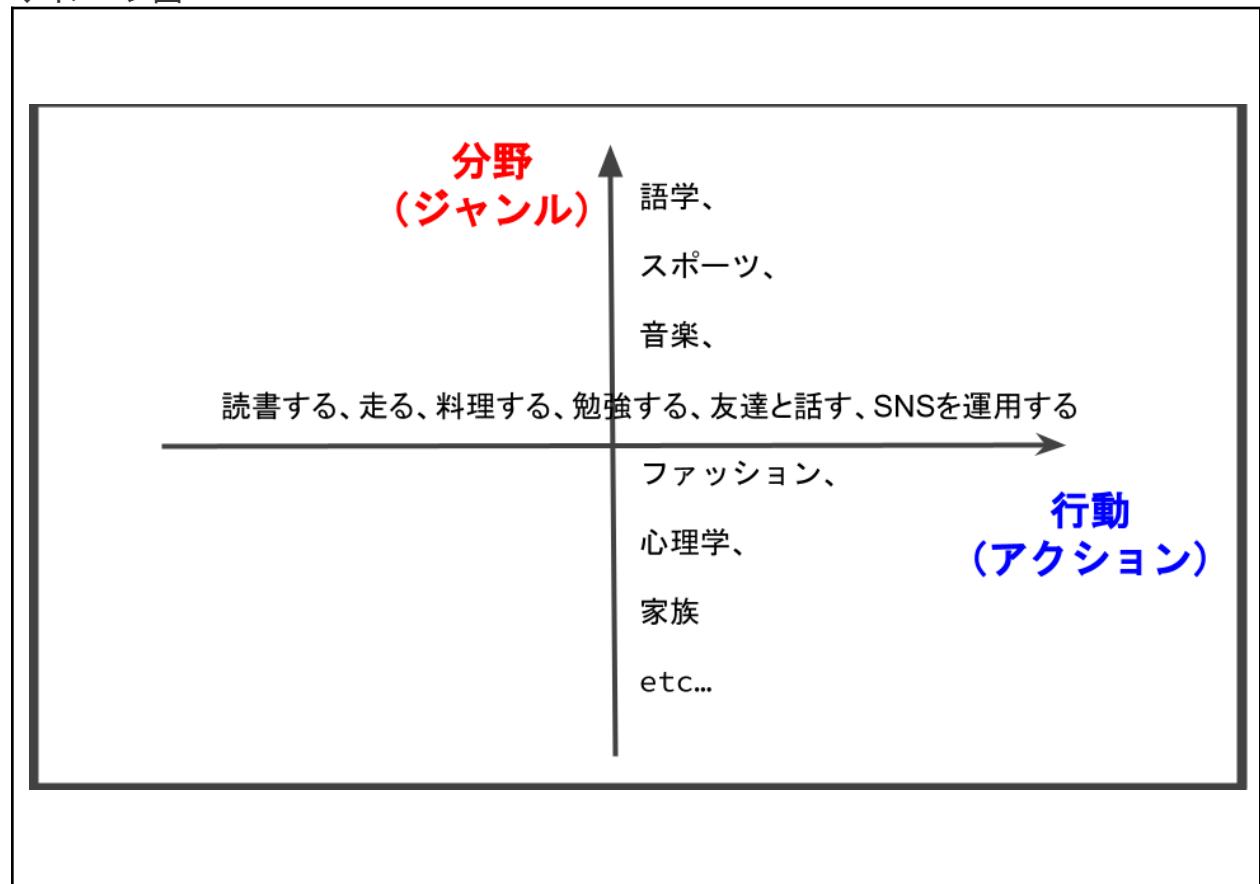 分野
（ジャンル）
語学、
スポーツ、
音楽、
読書する、走る、料理する、勉強する、友達と話す、SNSを運用する
ファッション、
行動
（アクション）
心理学、
家族
etc…